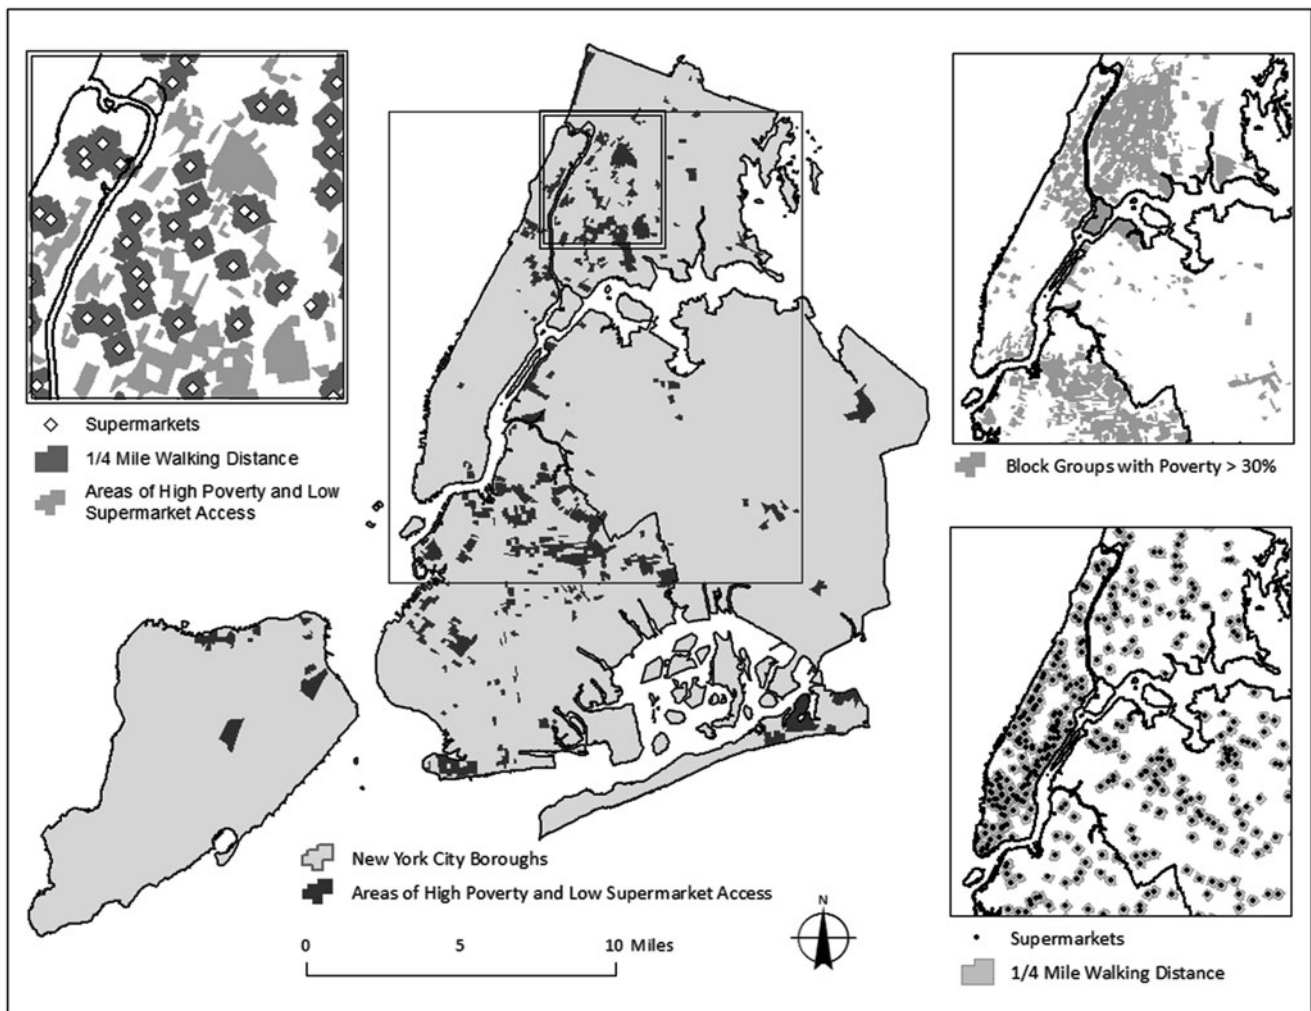 Supermarkets
1/4 Mile Walking Distance
Areas of High Poverty and Low
Supermarket Access
Block Groups with Poverty > 30%
New York City Boroughs
Areas of High Poverty and Low Supermarket Access
0 5 10 Miles
N
Supermarkets
1/4 Mile Walking Distance